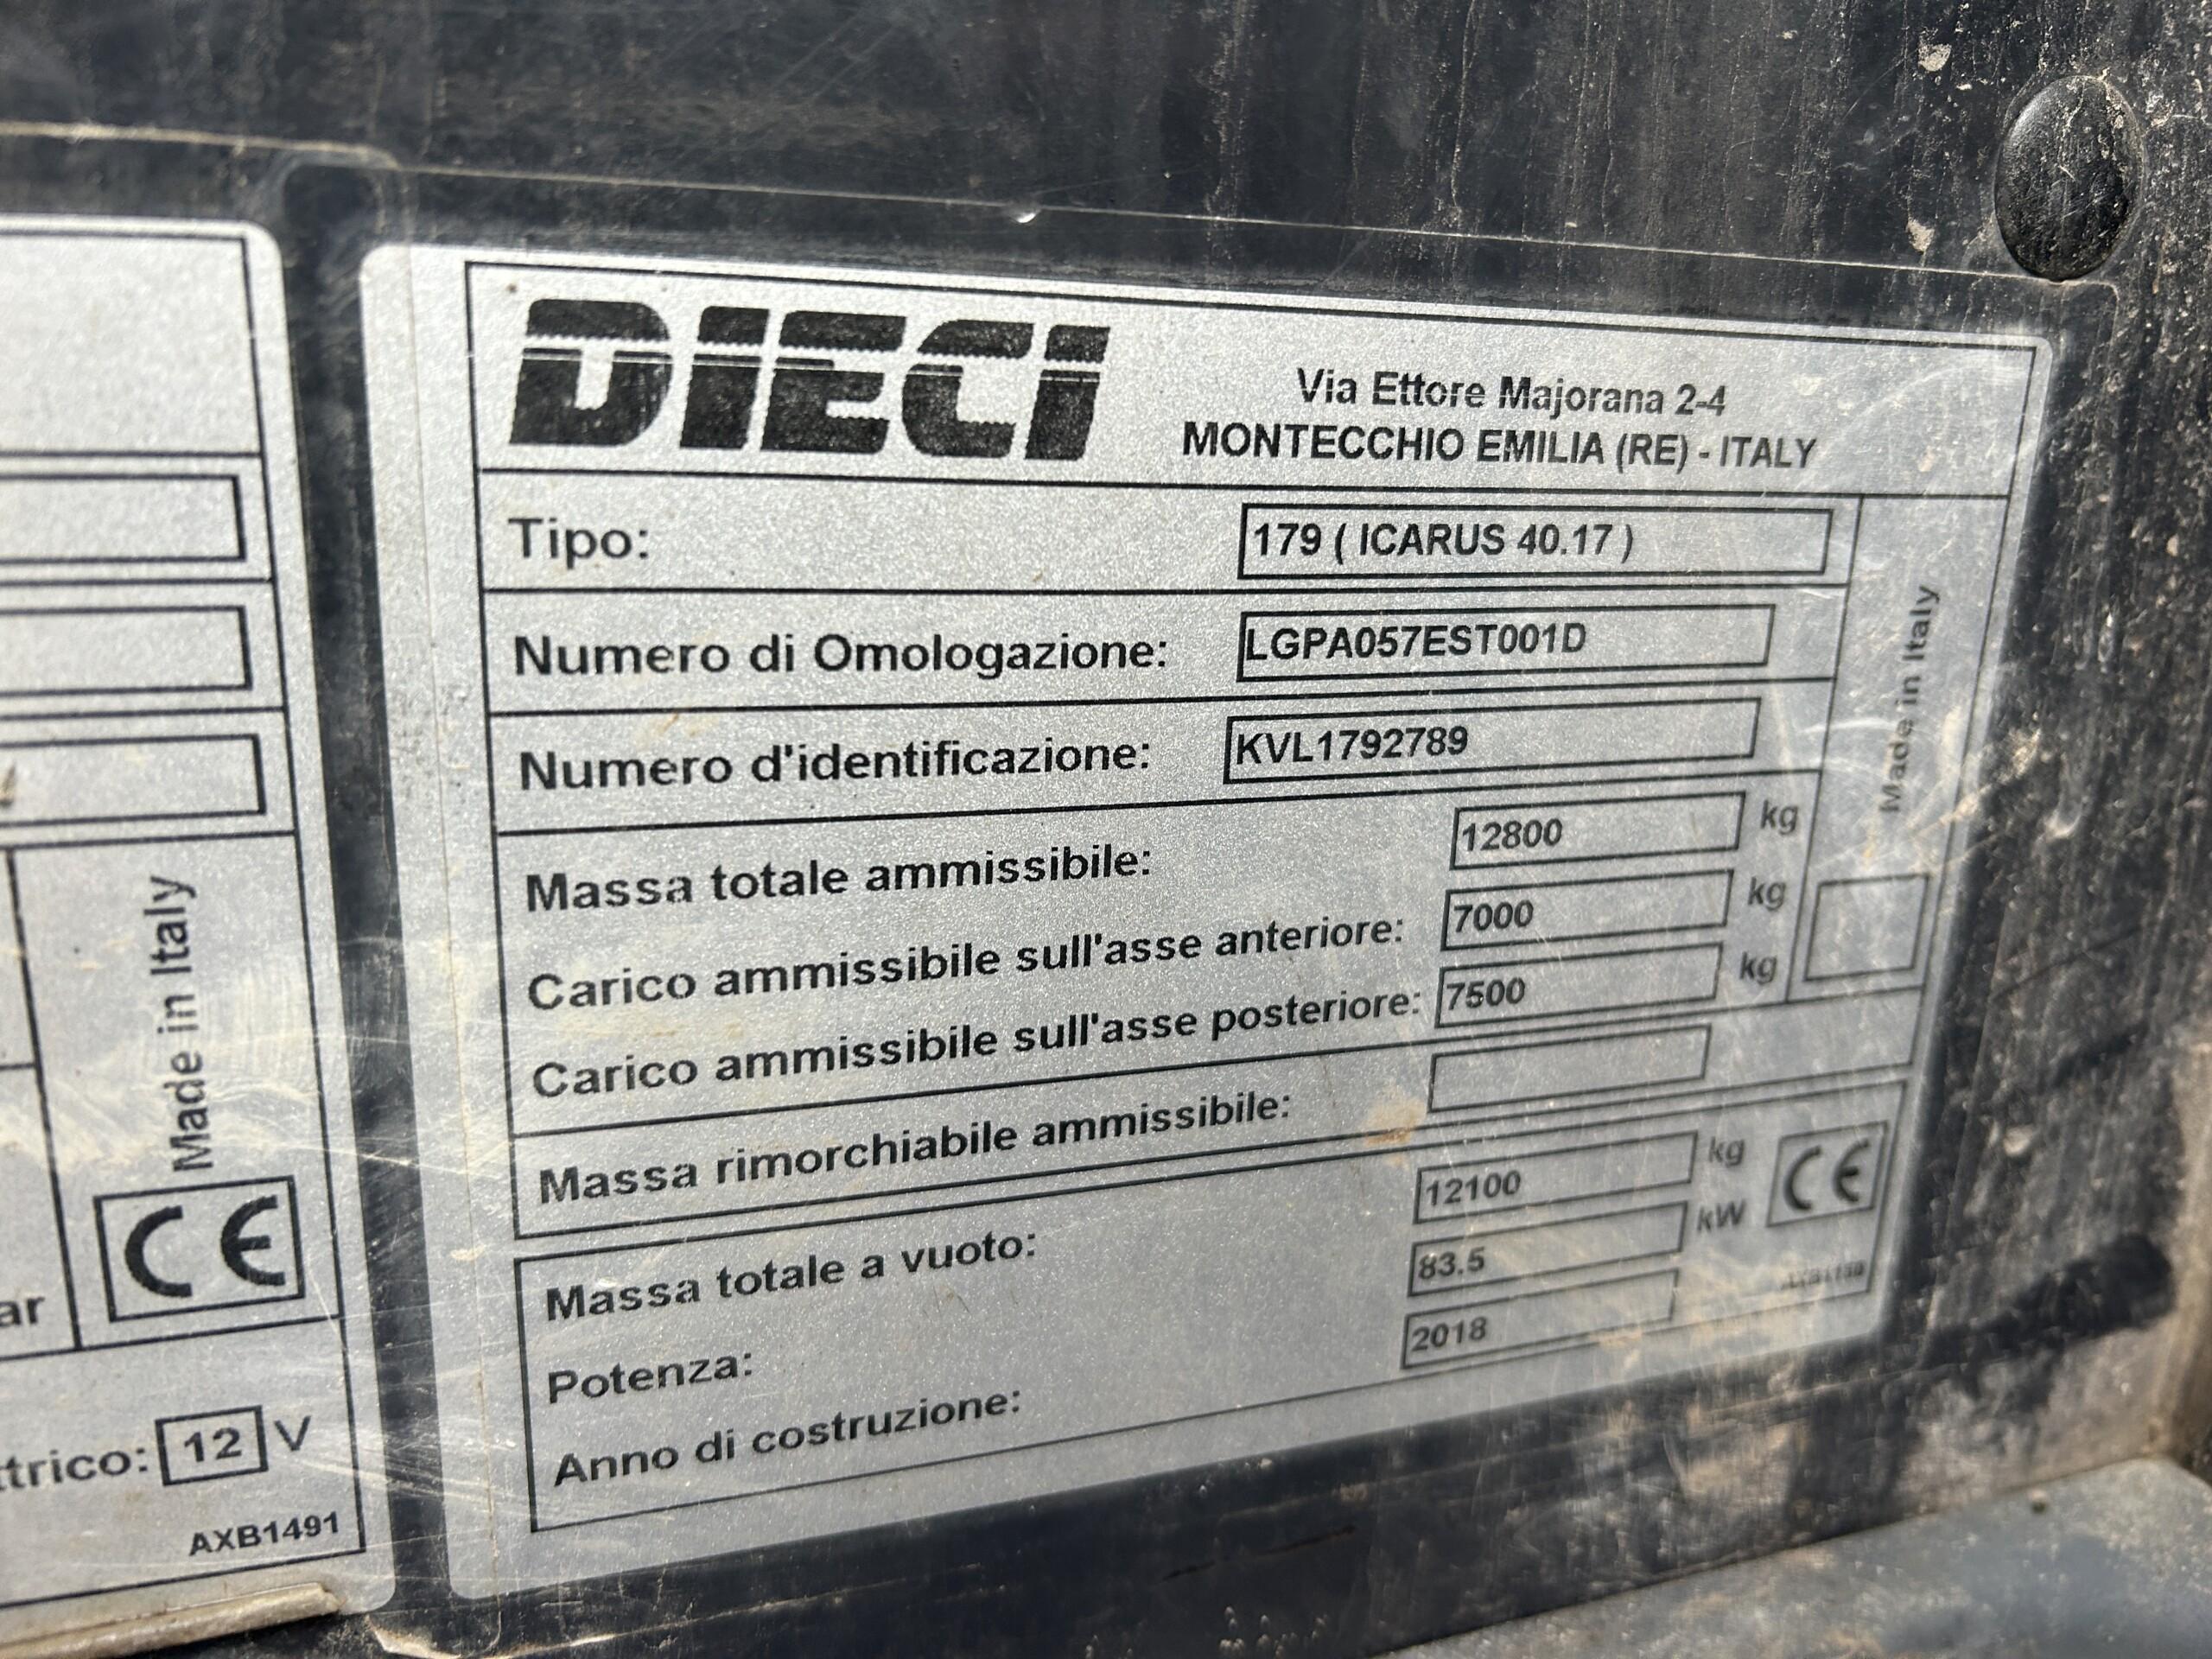 DIECI
Via Ettore Majorana 2-4
MONTECCHIO EMILIA (RE) - ITALY
Tipo: 179 ( ICARUS 40.17 )
Numero di Omologazione: LGPA057EST001D
Numero d'identificazione: KVL1792789
Massa totale ammissibile: 12800 kg
Carico ammissibile sull'asse anteriore: 7000 kg
Carico ammissibile sull'asse posteriore: 7500 kg
Massa rimorchiabile ammissibile:
Massa totale a vuoto: 12100 kg
Potenza: 83.5 kW
Anno di costruzione: 2018
Made in Italy
CE
Made in Italy
CE
ar
trico: 12 V
AXB1491